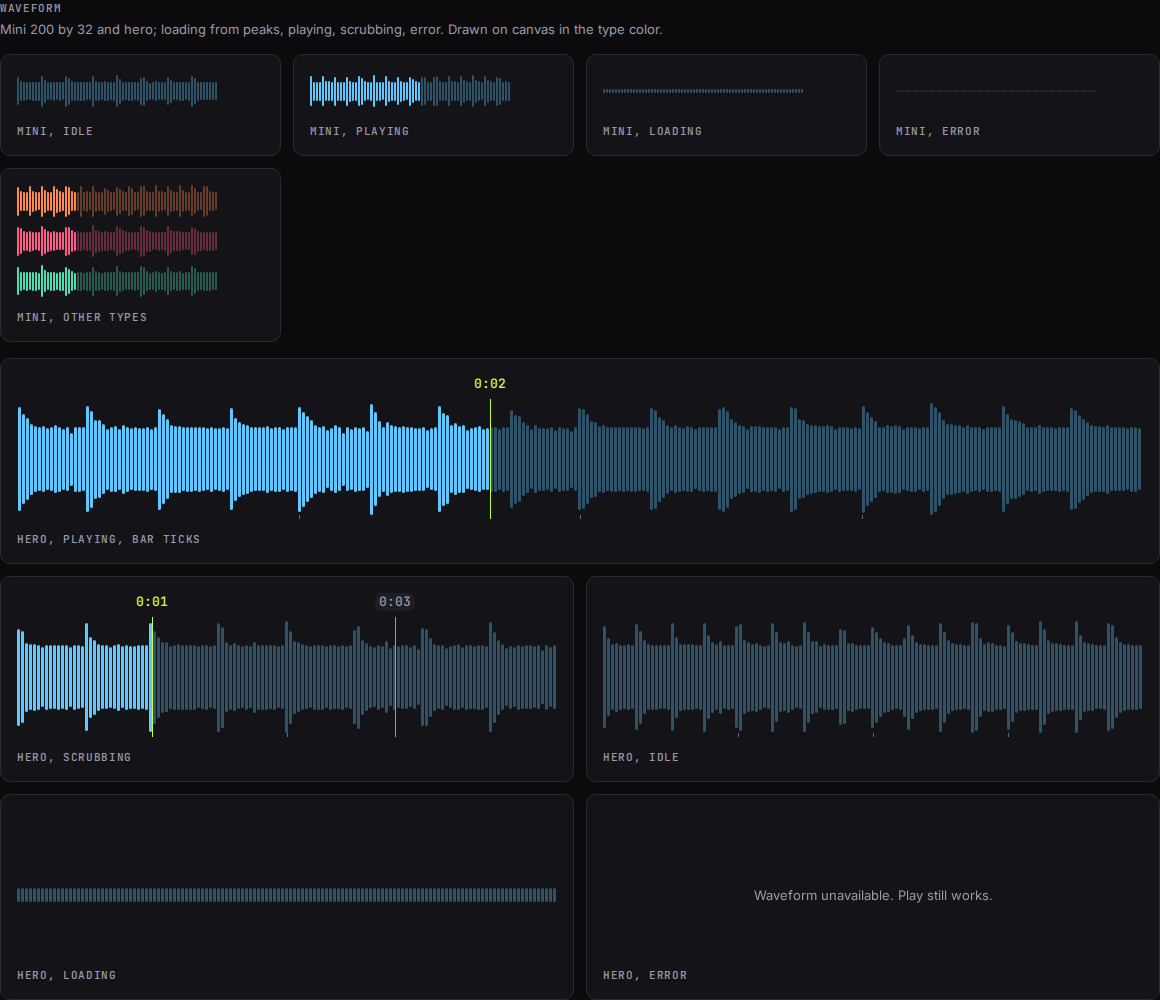 WAVEFORM
Mini 200 by 32 and hero; loading from peaks, playing, scrubbing, error. Drawn on canvas in the type color.
MINI, IDLE
MINI, PLAYING
MINI, LOADING
MINI, ERROR
MINI, OTHER TYPES
0:02
HERO, PLAYING, BAR TICKS
0:01
0:03
HERO, SCRUBBING
HERO, IDLE
HERO, LOADING
Waveform unavailable. Play still works.
HERO, ERROR